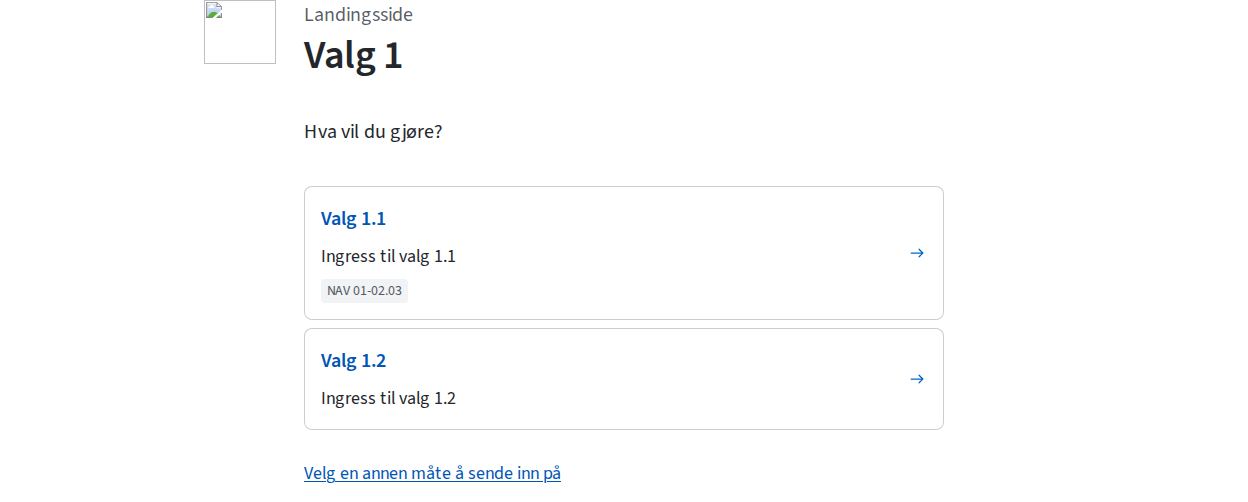 Landingsside
Valg 1
Hva vil du gjøre?
Valg 1.1
Ingress til valg 1.1
NAV 01-02.03
Valg 1.2
Ingress til valg 1.2
Velg en annen måte å sende inn på